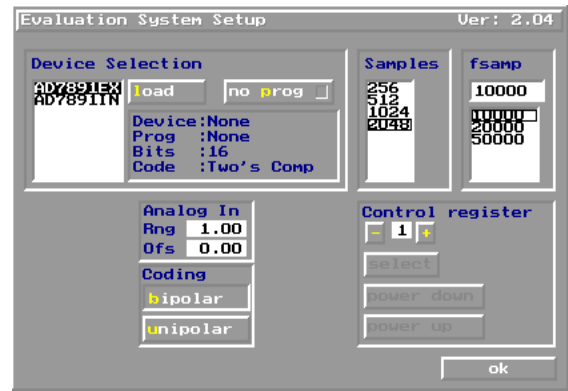 Evaluation System Setup Ver: 2.04
Device Selection
AD7891EX
AD7891IN
load
no prog
Device:None
Prog :None
Bits :16
Code :Two's Comp
Samples
256
512
1024
2048
fsamp
10000
10000
20000
50000
Analog In
Rng 1.00
Ofs 0.00
Coding
bipolar
unipolar
Control register
- 1 +
select
power down
power up
ok